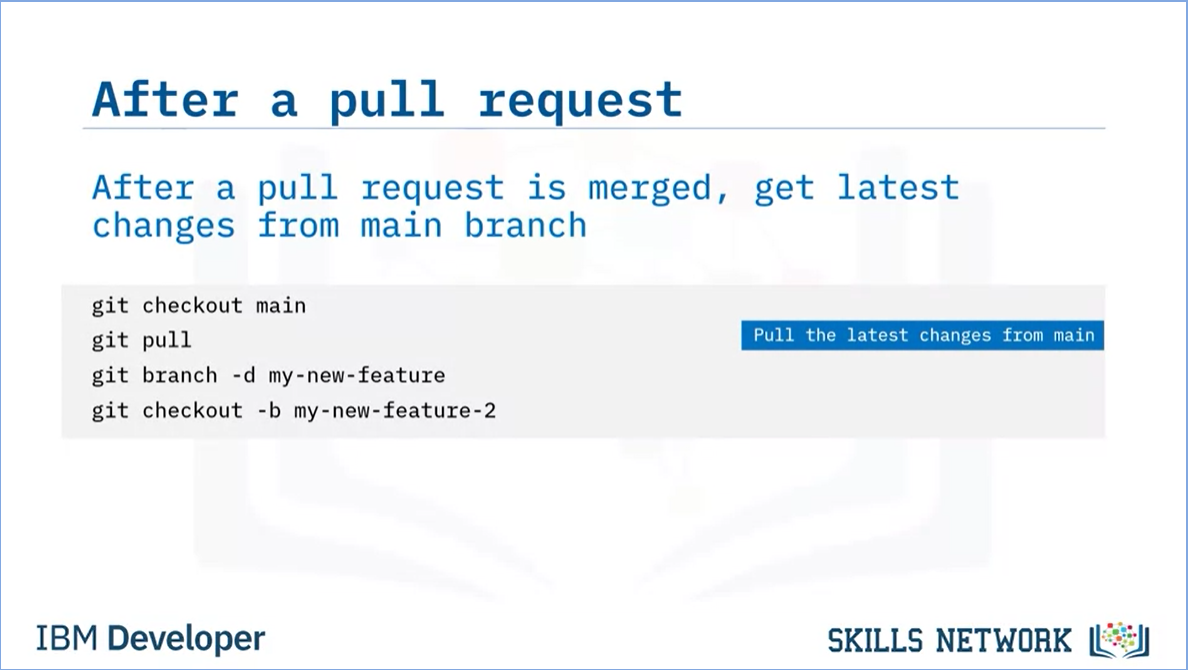 After a pull request
After a pull request is merged, get latest
changes from main branch
git checkout main
git pull
Pull the latest changes from main
git branch -d my-new-feature
git checkout -b my-new-feature-2
IBM Developer
SKILLS NETWORK